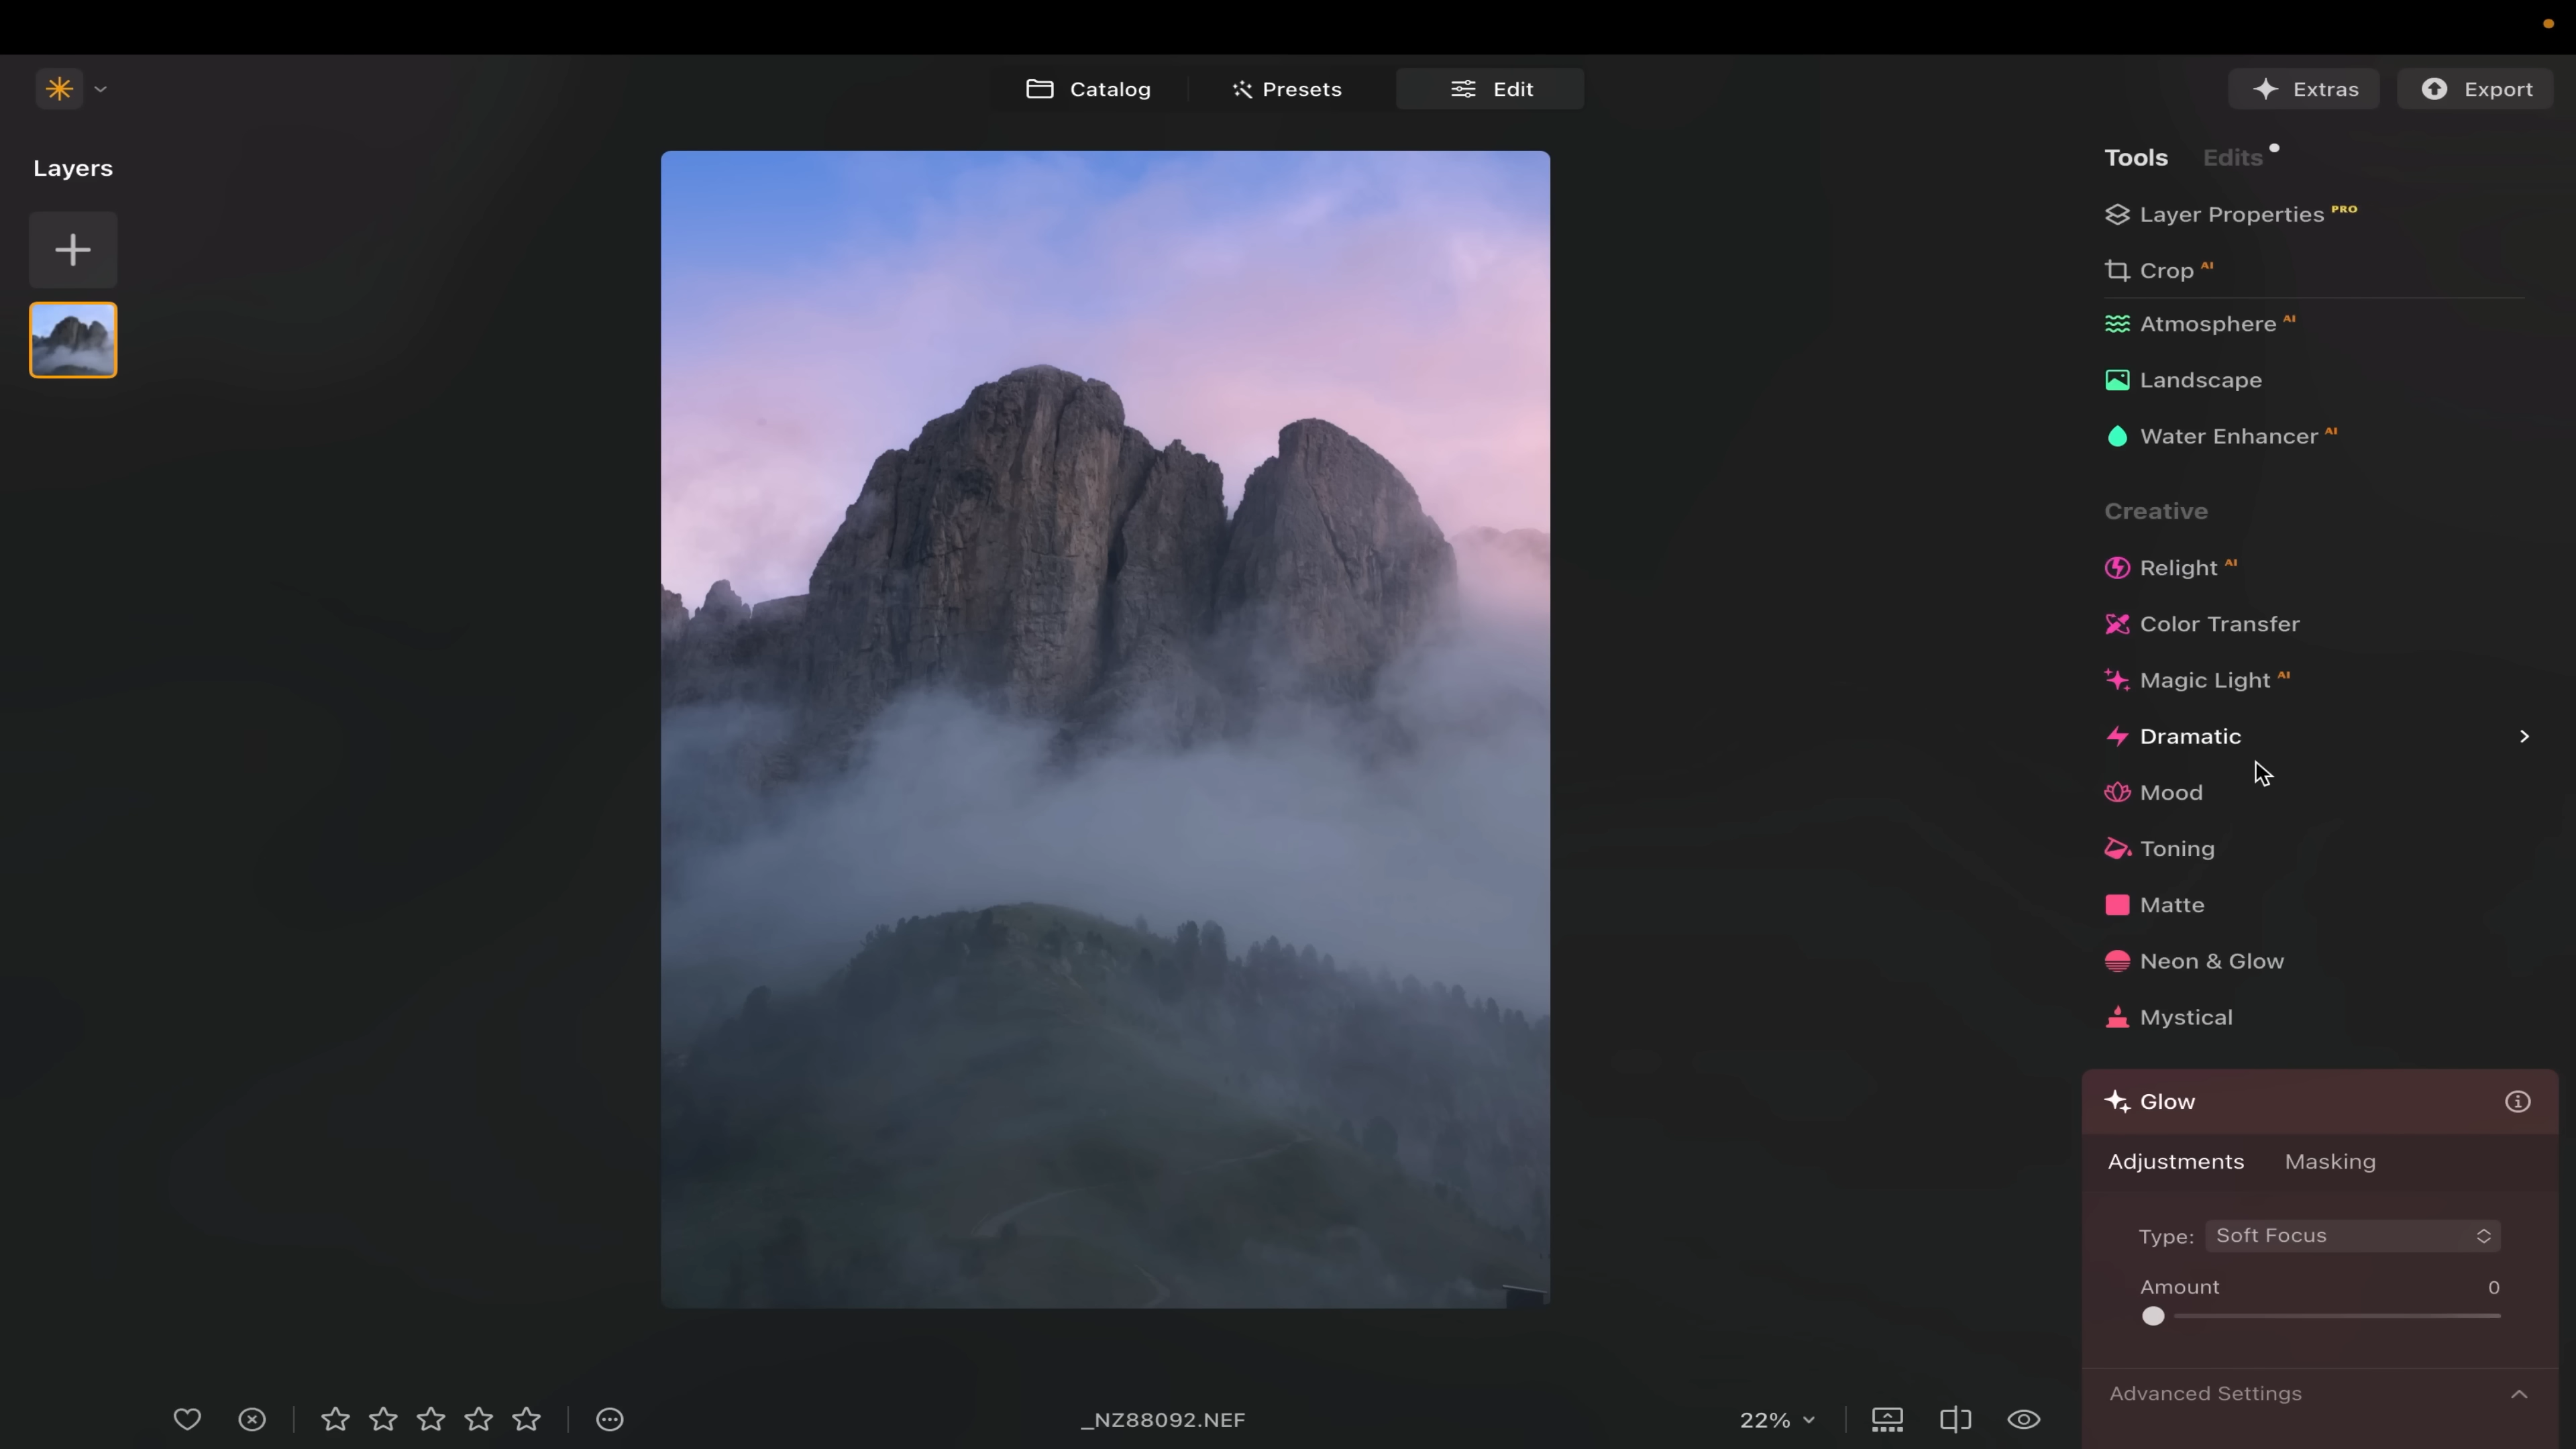 Catalog
Presets
Edit
Extras
Export
Layers
Tools Edits
Layer Properties PRO
Crop AI
Atmosphere AI
Landscape
Water Enhancer AI
Creative
Relight AI
Color Transfer
Magic Light AI
Dramatic
Mood
Toning
Matte
Neon & Glow
Mystical
Glow
Adjustments Masking
Type: Soft Focus
Amount 0
Advanced Settings
_NZ88092.NEF
22%